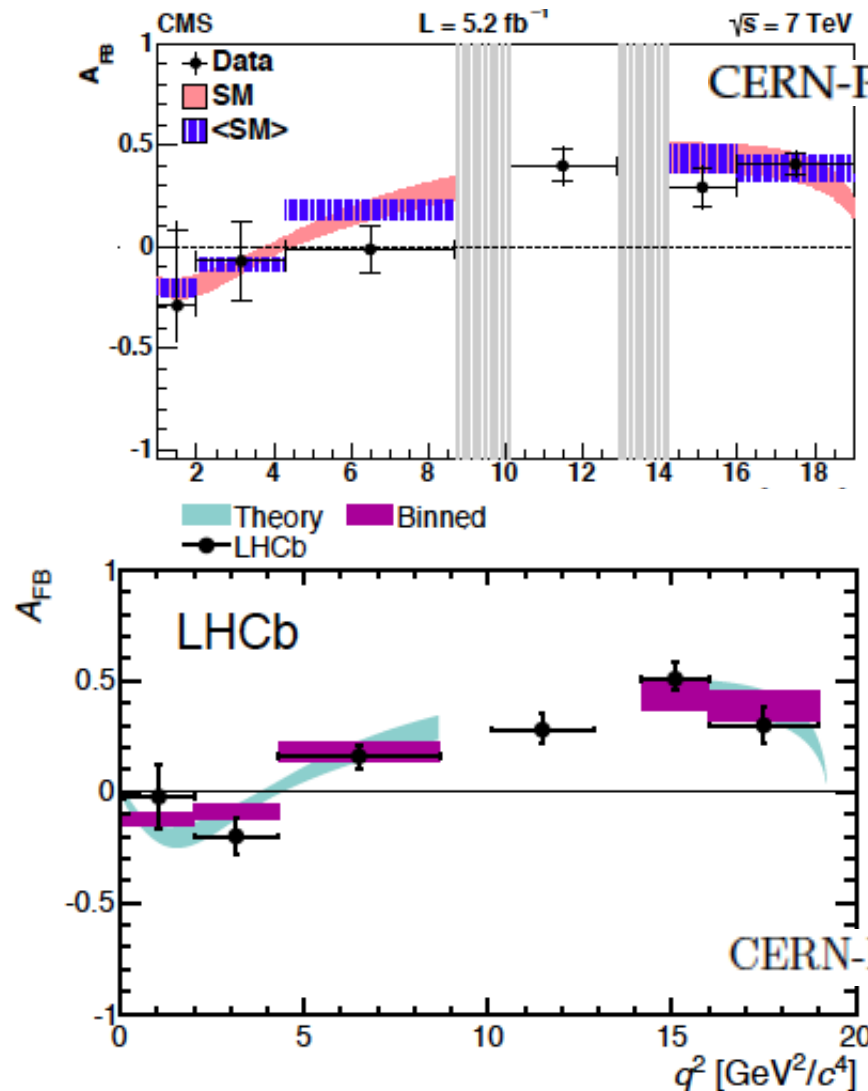 CMS L = 5.2 fb⁻¹ √s = 7 TeV
A_FB
1
0.5
0
-0.5
-1
Data
SM
<SM>
CERN-P
2 4 6 8 10 12 14 16 18
Theory Binned
LHCb
A_FB
1
0.5
0
-0.5
-1
LHCb
CERN-
0 5 10 15 20
q² [GeV²/c⁴]